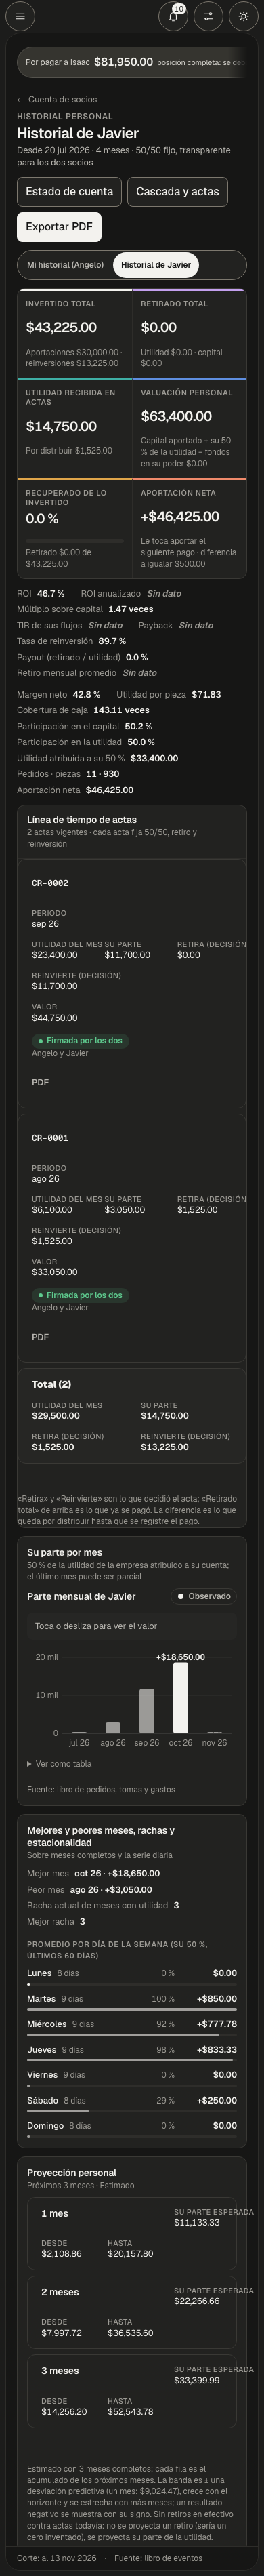 10
Por pagar a Isaac $81,950.00 posición completa: se deb
← Cuenta de socios
HISTORIAL PERSONAL
Historial de Javier
Desde 20 jul 2026 · 4 meses · 50/50 fijo, transparente
para los dos socios
Estado de cuenta Cascada y actas
Exportar PDF
Mi historial (Angelo) Historial de Javier
INVERTIDO TOTAL
$43,225.00
Aportaciones $30,000.00 ·
reinversiones $13,225.00
RETIRADO TOTAL
$0.00
Utilidad $0.00 · capital
$0.00
UTILIDAD RECIBIDA EN
ACTAS
$14,750.00
Por distribuir $1,525.00
VALUACIÓN PERSONAL
$63,400.00
Capital aportado + su 50
% de la utilidad − fondos
en su poder $0.00
RECUPERADO DE LO
INVERTIDO
0.0 %
Retirado $0.00 de
$43,225.00
APORTACIÓN NETA
+$46,425.00
Le toca aportar el
siguiente pago · diferencia
a igualar $500.00
ROI 46.7 % ROI anualizado Sin dato
Múltiplo sobre capital 1.47 veces
TIR de sus flujos Sin dato Payback Sin dato
Tasa de reinversión 89.7 %
Payout (retirado / utilidad) 0.0 %
Retiro mensual promedio Sin dato
Margen neto 42.8 % Utilidad por pieza $71.83
Cobertura de caja 143.11 veces
Participación en el capital 50.2 %
Participación en la utilidad 50.0 %
Utilidad atribuida a su 50 % $33,400.00
Pedidos · piezas 11 · 930
Aportación neta $46,425.00
Línea de tiempo de actas
2 actas vigentes · cada acta fija 50/50, retiro y
reinversión
CR-0002
PERIODO
sep 26
UTILIDAD DEL MES SU PARTE RETIRA (DECISIÓN
$23,400.00 $11,700.00 $0.00
REINVIERTE (DECISIÓN)
$11,700.00
VALOR
$44,750.00
Firmada por los dos
Angelo y Javier
PDF
CR-0001
PERIODO
ago 26
UTILIDAD DEL MES SU PARTE RETIRA (DECISIÓN
$6,100.00 $3,050.00 $1,525.00
REINVIERTE (DECISIÓN)
$1,525.00
VALOR
$33,050.00
Firmada por los dos
Angelo y Javier
PDF
Total (2)
UTILIDAD DEL MES SU PARTE
$29,500.00 $14,750.00
RETIRA (DECISIÓN) REINVIERTE (DECISIÓN)
$1,525.00 $13,225.00
«Retira» y «Reinvierte» son lo que decidió el acta; «Retirado
total» de arriba es lo que ya se pagó. La diferencia es lo que
queda por distribuir hasta que se registre el pago.
Su parte por mes
50 % de la utilidad de la empresa atribuido a su cuenta;
el último mes puede ser parcial
Parte mensual de Javier Observado
Toca o desliza para ver el valor
+$18,650.00
20 mil
10 mil
0
jul 26 ago 26 sep 26 oct 26 nov 26
▶ Ver como tabla
Fuente: libro de pedidos, tomas y gastos
Mejores y peores meses, rachas y
estacionalidad
Sobre meses completos y la serie diaria
Mejor mes oct 26 · +$18,650.00
Peor mes ago 26 · +$3,050.00
Racha actual de meses con utilidad 3
Mejor racha 3
PROMEDIO POR DÍA DE LA SEMANA (SU 50 %,
ÚLTIMOS 60 DÍAS)
Lunes 8 días 0 % $0.00
Martes 9 días 100 % +$850.00
Miércoles 9 días 92 % +$777.78
Jueves 9 días 98 % +$833.33
Viernes 9 días 0 % $0.00
Sábado 8 días 29 % +$250.00
Domingo 8 días 0 % $0.00
Proyección personal
Próximos 3 meses · Estimado
1 mes SU PARTE ESPERADA
$11,133.33
DESDE HASTA
$2,108.86 $20,157.80
2 meses SU PARTE ESPERADA
$22,266.66
DESDE HASTA
$7,997.72 $36,535.60
3 meses SU PARTE ESPERADA
$33,399.99
DESDE HASTA
$14,256.20 $52,543.78
Estimado con 3 meses completos; cada fila es el
acumulado de los próximos meses. La banda es ± una
desviación predictiva (un mes: $9,024.47), crece con el
horizonte y se estrecha con más meses; un resultado
negativo se muestra con su signo. Sin retiros en efectivo
contra actas todavía: no se proyecta un retiro (sería un
cero inventado), se proyecta su parte de la utilidad.
Corte: al 13 nov 2026 · Fuente: libro de eventos